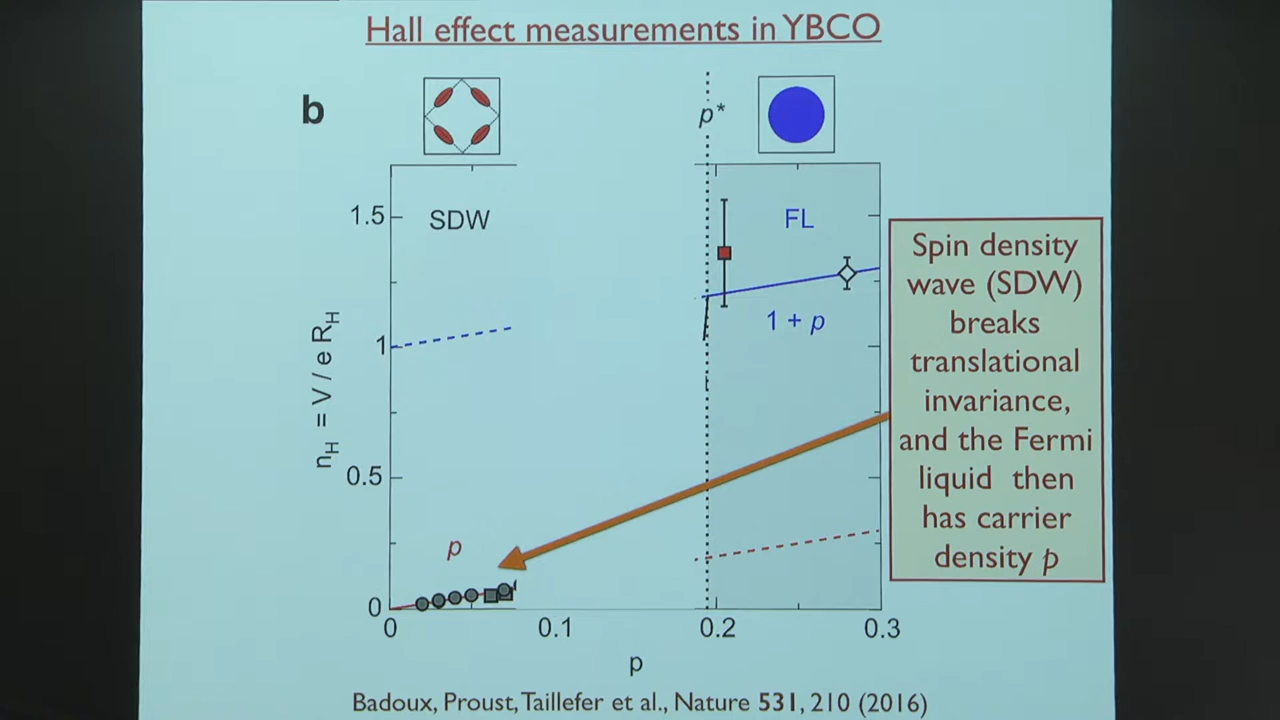 Hall effect measurements in YBCO
b
p*
1.5
SDW
FL
1 + p
1
n_H = V / e R_H
0.5
p
0
0
0.1
0.2
0.3
p
Spin density
wave (SDW)
breaks
translational
invariance,
and the Fermi
liquid then
has carrier
density p
Badoux, Proust, Taillefer et al., Nature 531, 210 (2016)